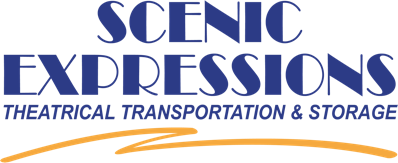 SCENIC
EXPRESSIONS
THEATRICAL TRANSPORTATION & STORAGE